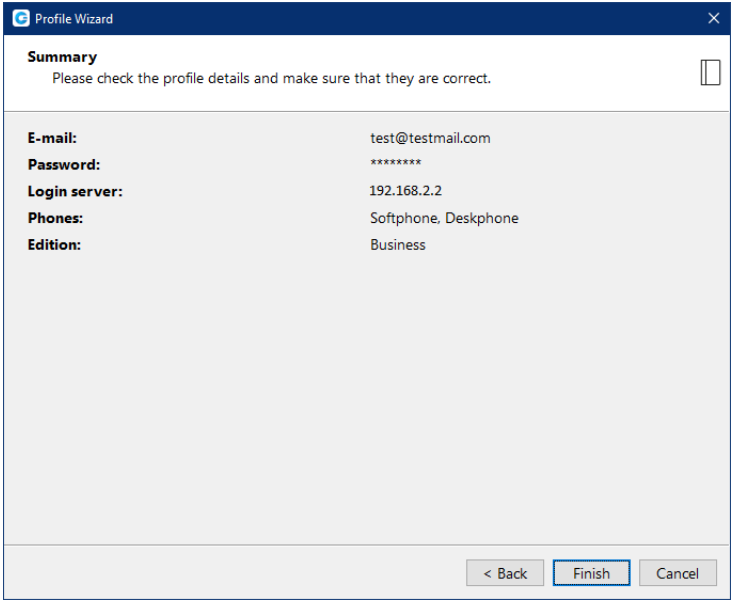 Profile Wizard
Summary
Please check the profile details and make sure that they are correct.
E-mail: test@testmail.com
Password: ********
Login server: 192.168.2.2
Phones: Softphone, Deskphone
Edition: Business
< Back Finish Cancel